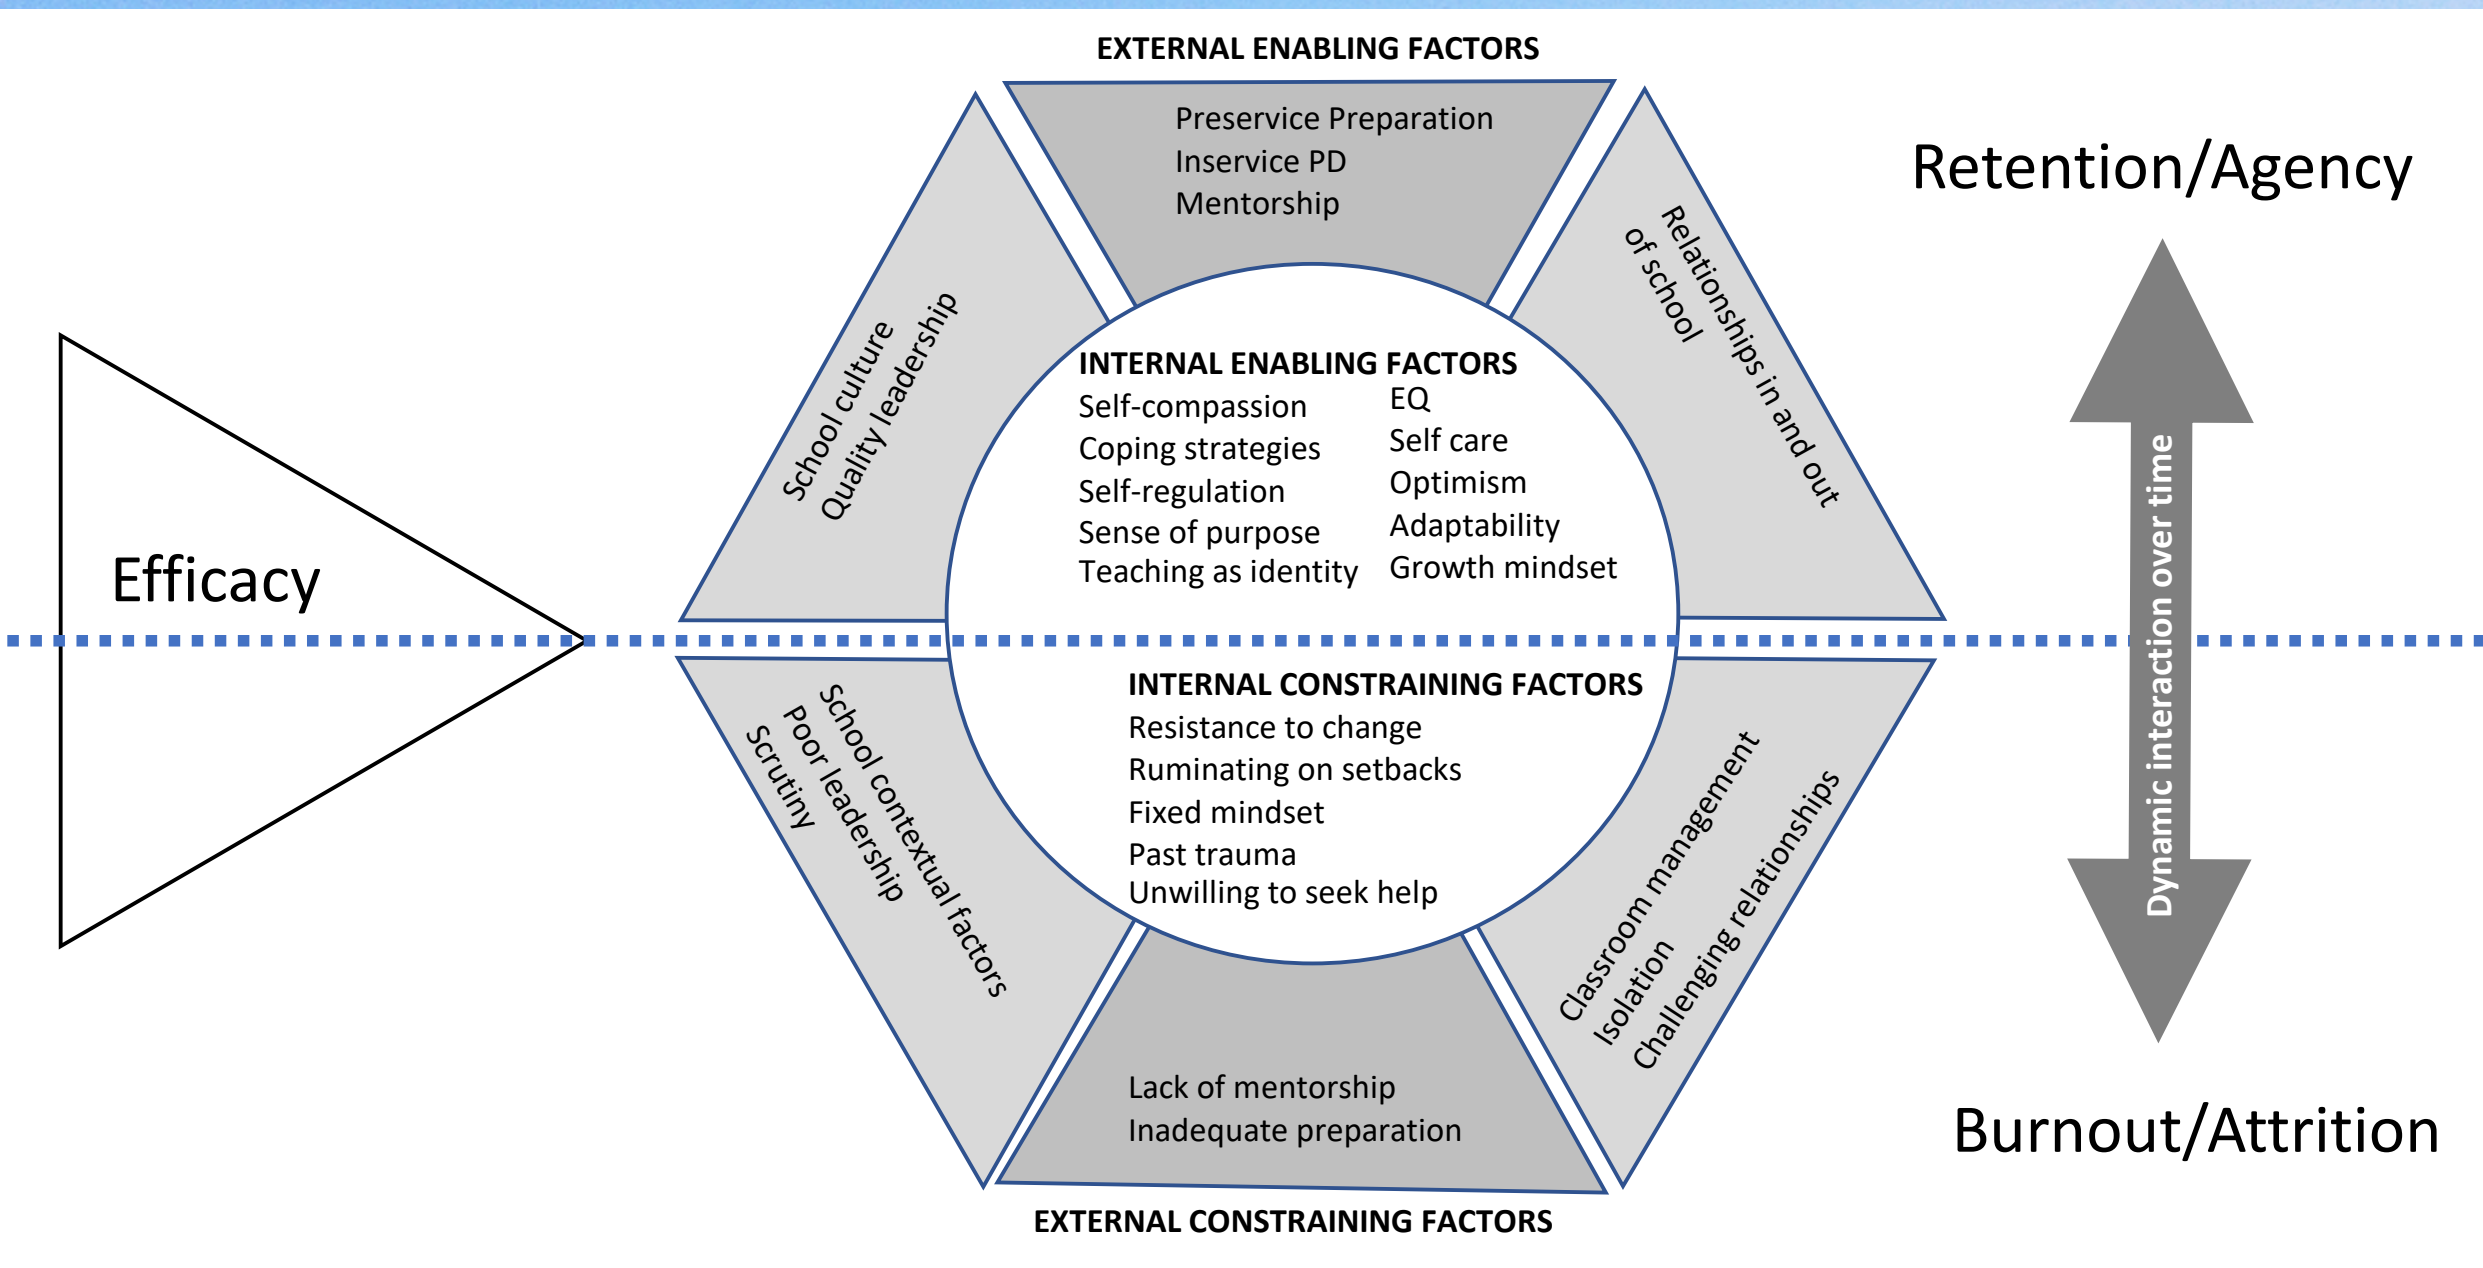 EXTERNAL ENABLING FACTORS
Preservice Preparation
Inservice PD
Mentorship
School culture
Quality leadership
Relationships in and out
of school
INTERNAL ENABLING FACTORS
Self-compassion
Coping strategies
Self-regulation
Sense of purpose
Teaching as identity
EQ
Self care
Optimism
Adaptability
Growth mindset
Efficacy
Retention/Agency
Dynamic interaction over time
Burnout/Attrition
INTERNAL CONSTRAINING FACTORS
Resistance to change
Ruminating on setbacks
Fixed mindset
Past trauma
Unwilling to seek help
School contextual factors
Poor leadership
Scrutiny
Classroom management
Isolation
Challenging relationships
Lack of mentorship
Inadequate preparation
EXTERNAL CONSTRAINING FACTORS